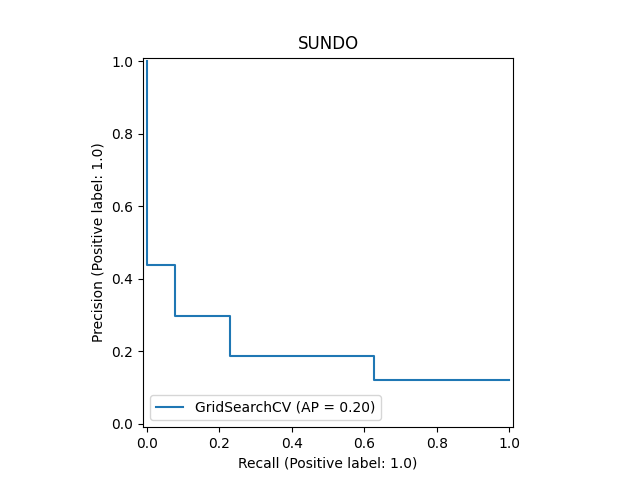 SUNDO
1.0
0.8
0.6
0.4
0.2
0.0
Precision (Positive label: 1.0)
GridSearchCV (AP = 0.20)
0.0 0.2 0.4 0.6 0.8 1.0
Recall (Positive label: 1.0)